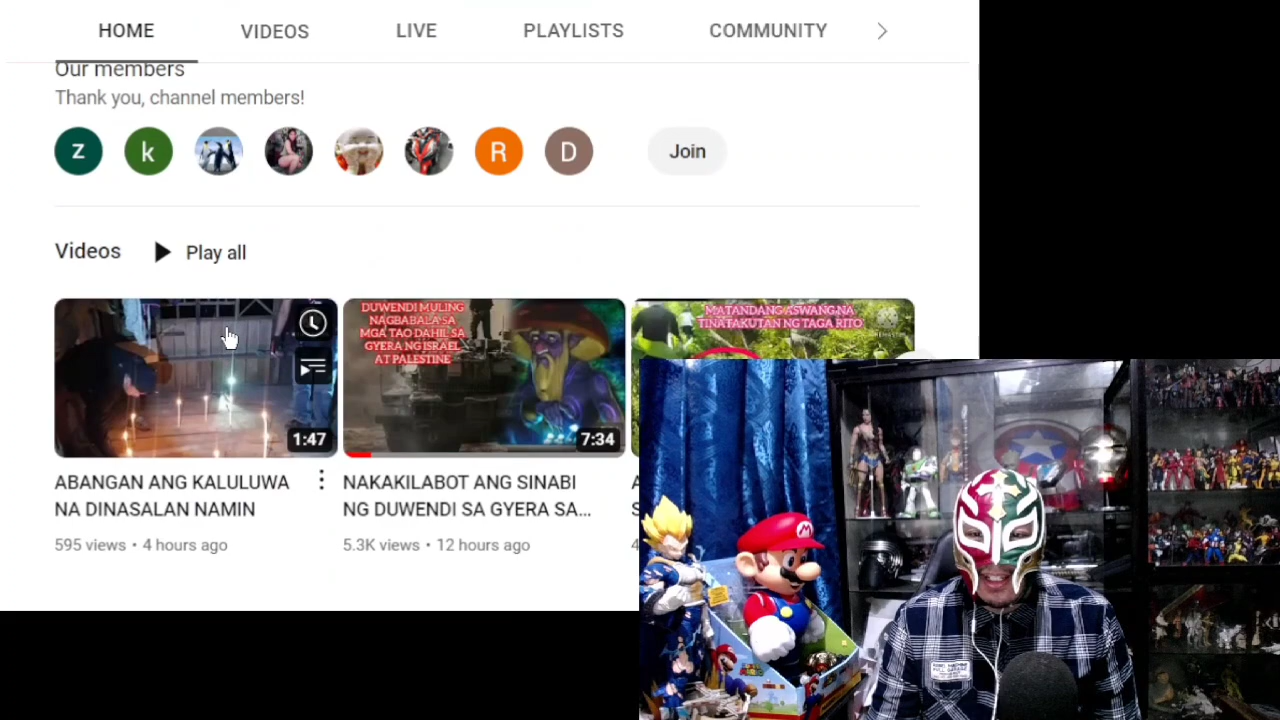 HOME VIDEOS LIVE PLAYLISTS COMMUNITY
Our members
Thank you, channel members!
z k R D Join
Videos Play all
DUWENDI MULING
NAGBABALA SA
MGA TAO DAHIL SA
GYERA NG ISRAEL
AT PALESTINE
MATANDANG ASWANG NA
TINATAKUTAN NG TAGA RITO
1:47
7:34
ABANGAN ANG KALULUWA
NA DINASALAN NAMIN
595 views • 4 hours ago
NAKAKILABOT ANG SINABI
NG DUWENDI SA GYERA SA...
5.3K views • 12 hours ago
M